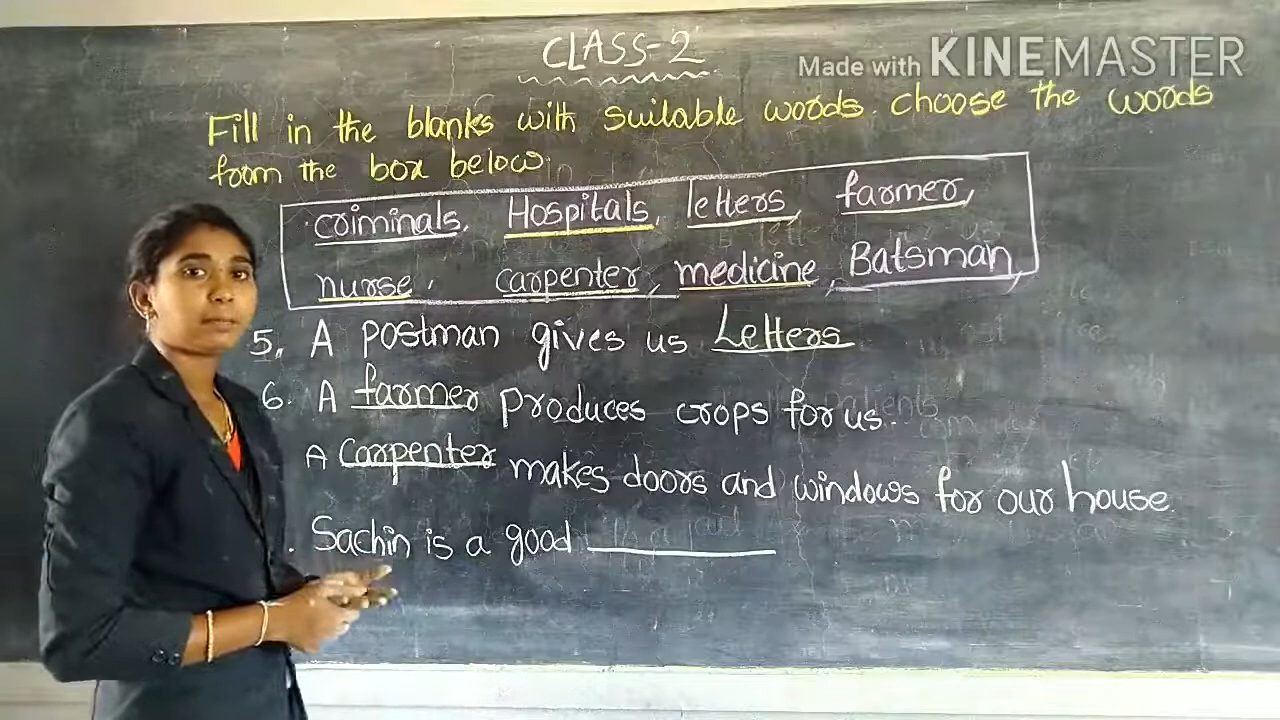 CLASS-2
Made with KINEMASTER
Fill in the blanks with suitable words. choose the words
from the box below.
criminals, Hospitals, letters, farmer,
nurse, carpenter, medicine, Batsman,
5. A postman gives us Letters
6. A farmer produces crops for us.
A Carpenter makes doors and windows for our house.
. Sachin is a good